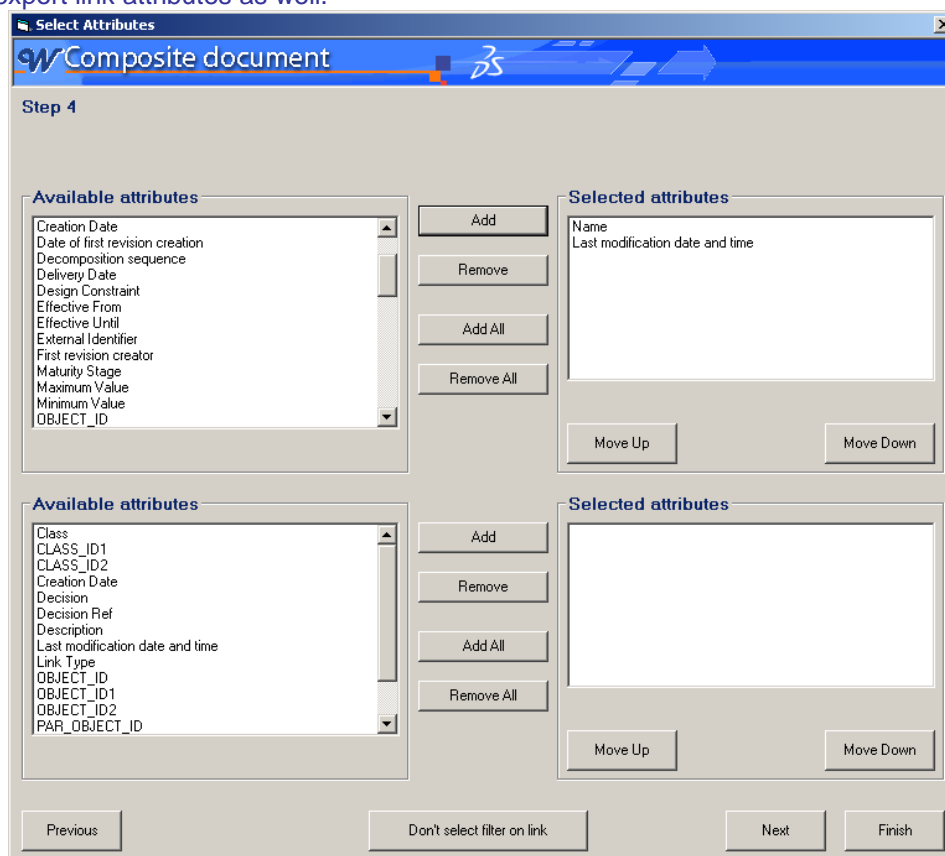 export link attributes as well.
Select Attributes
Composite document
Step 4
Available attributes
Creation Date
Date of first revision creation
Decomposition sequence
Delivery Date
Design Constraint
Effective From
Effective Until
External Identifier
First revision creator
Maturity Stage
Maximum Value
Minimum Value
OBJECT_ID
Add
Remove
Add All
Remove All
Selected attributes
Name
Last modification date and time
Move Up
Move Down
Available attributes
Class
CLASS_ID1
CLASS_ID2
Creation Date
Decision
Decision Ref
Description
Last modification date and time
Link Type
OBJECT_ID
OBJECT_ID1
OBJECT_ID2
PAR_OBJECT_ID
Add
Remove
Add All
Remove All
Selected attributes
Move Up
Move Down
Previous
Don't select filter on link
Next
Finish